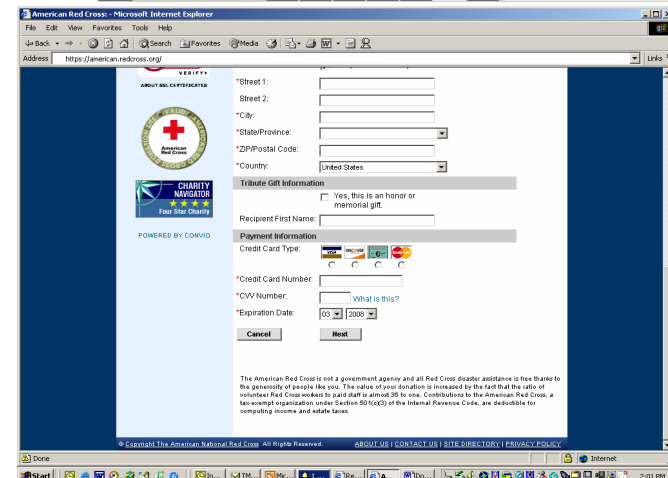 American Red Cross: - Microsoft Internet Explorer
File Edit View Favorites Tools Help
Back Search Favorites Media
Address https://american.redcross.org/ Links
VERIFY
ABOUT SSL CERTIFICATES
*Street 1:
Street 2:
*City:
*State/Province:
*ZIP/Postal Code:
*Country: United States
American
Red Cross
CHARITY
NAVIGATOR
Four Star Charity
POWERED BY CONVIO
Tribute Gift Information
Yes, this is an honor or
memorial gift.
Recipient First Name:
Payment Information
Credit Card Type: VISA DISCOVER
*Credit Card Number:
*CVV Number: What is this?
*Expiration Date: 03 2008
Cancel Next
The American Red Cross is not a government agency and all Red Cross disaster assistance is free thanks to
the generosity of people like you. The value of your donation is increased by the fact that the ratio of
volunteer Red Cross workers to paid staff is almost 36 to one. Contributions to the American Red Cross, a
tax-exempt organization under Section 501(c)(3) of the Internal Revenue Code, are deductible for
computing income and estate taxes.
© Copyright The American National Red Cross All Rights Reserved. ABOUT US | CONTACT US | SITE DIRECTORY | PRIVACY POLICY
Done Internet
Start 2:01 PM